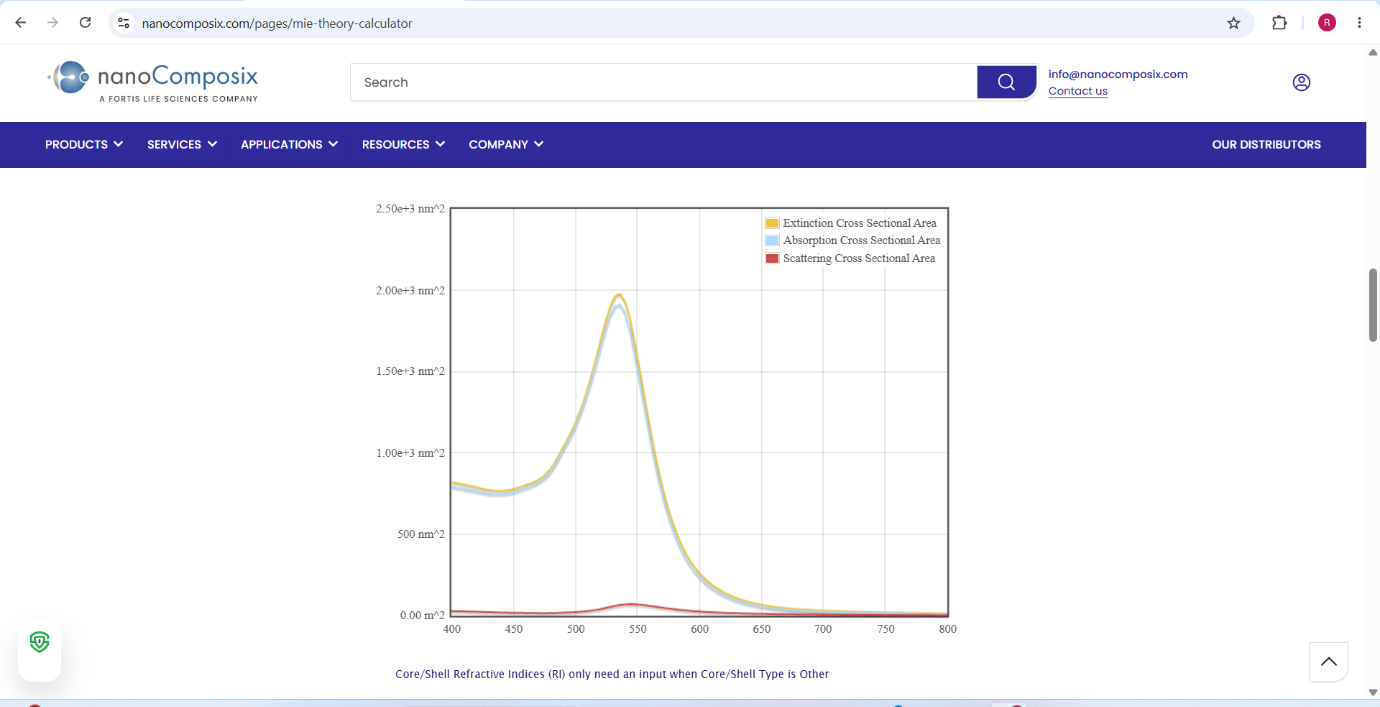 nanocomposix.com/pages/mie-theory-calculator
R
nanoComposix
A FORTIS LIFE SCIENCES COMPANY
Search
info@nanocomposix.com
Contact us
PRODUCTS
SERVICES
APPLICATIONS
RESOURCES
COMPANY
OUR DISTRIBUTORS
2.50e+3 nm^2
2.00e+3 nm^2
1.50e+3 nm^2
1.00e+3 nm^2
500 nm^2
0.00 m^2
Extinction Cross Sectional Area
Absorption Cross Sectional Area
Scattering Cross Sectional Area
400 450 500 550 600 650 700 750 800
Core/Shell Refractive Indices (RI) only need an input when Core/Shell Type is Other